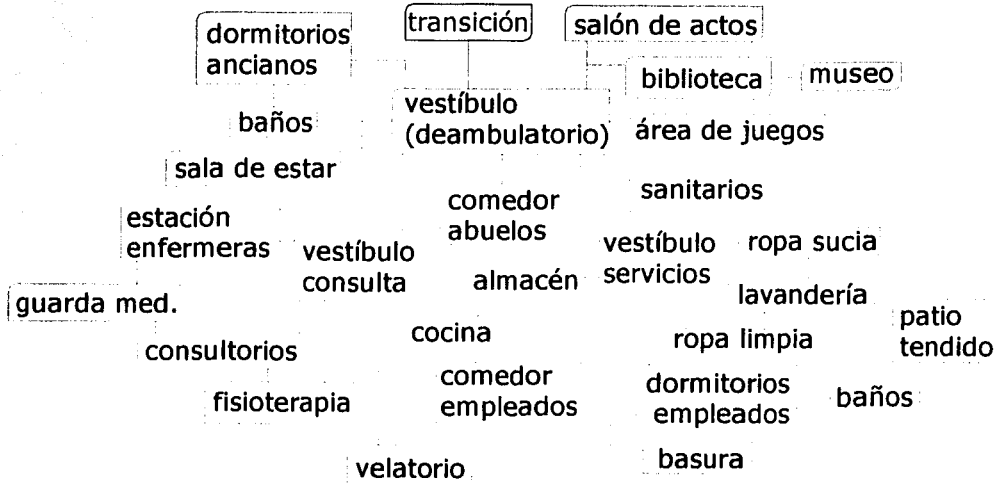 dormitorios
ancianos
transición
salón de actos
biblioteca
museo
baños
vestíbulo
(deambulatorio)
área de juegos
sala de estar
sanitarios
comedor
abuelos
estación
enfermeras
vestíbulo
consulta
vestíbulo
servicios
ropa sucia
almacén
guarda med.
lavandería
patio
tendido
cocina
ropa limpia
consultorios
comedor
empleados
dormitorios
empleados
baños
fisioterapia
basura
velatorio